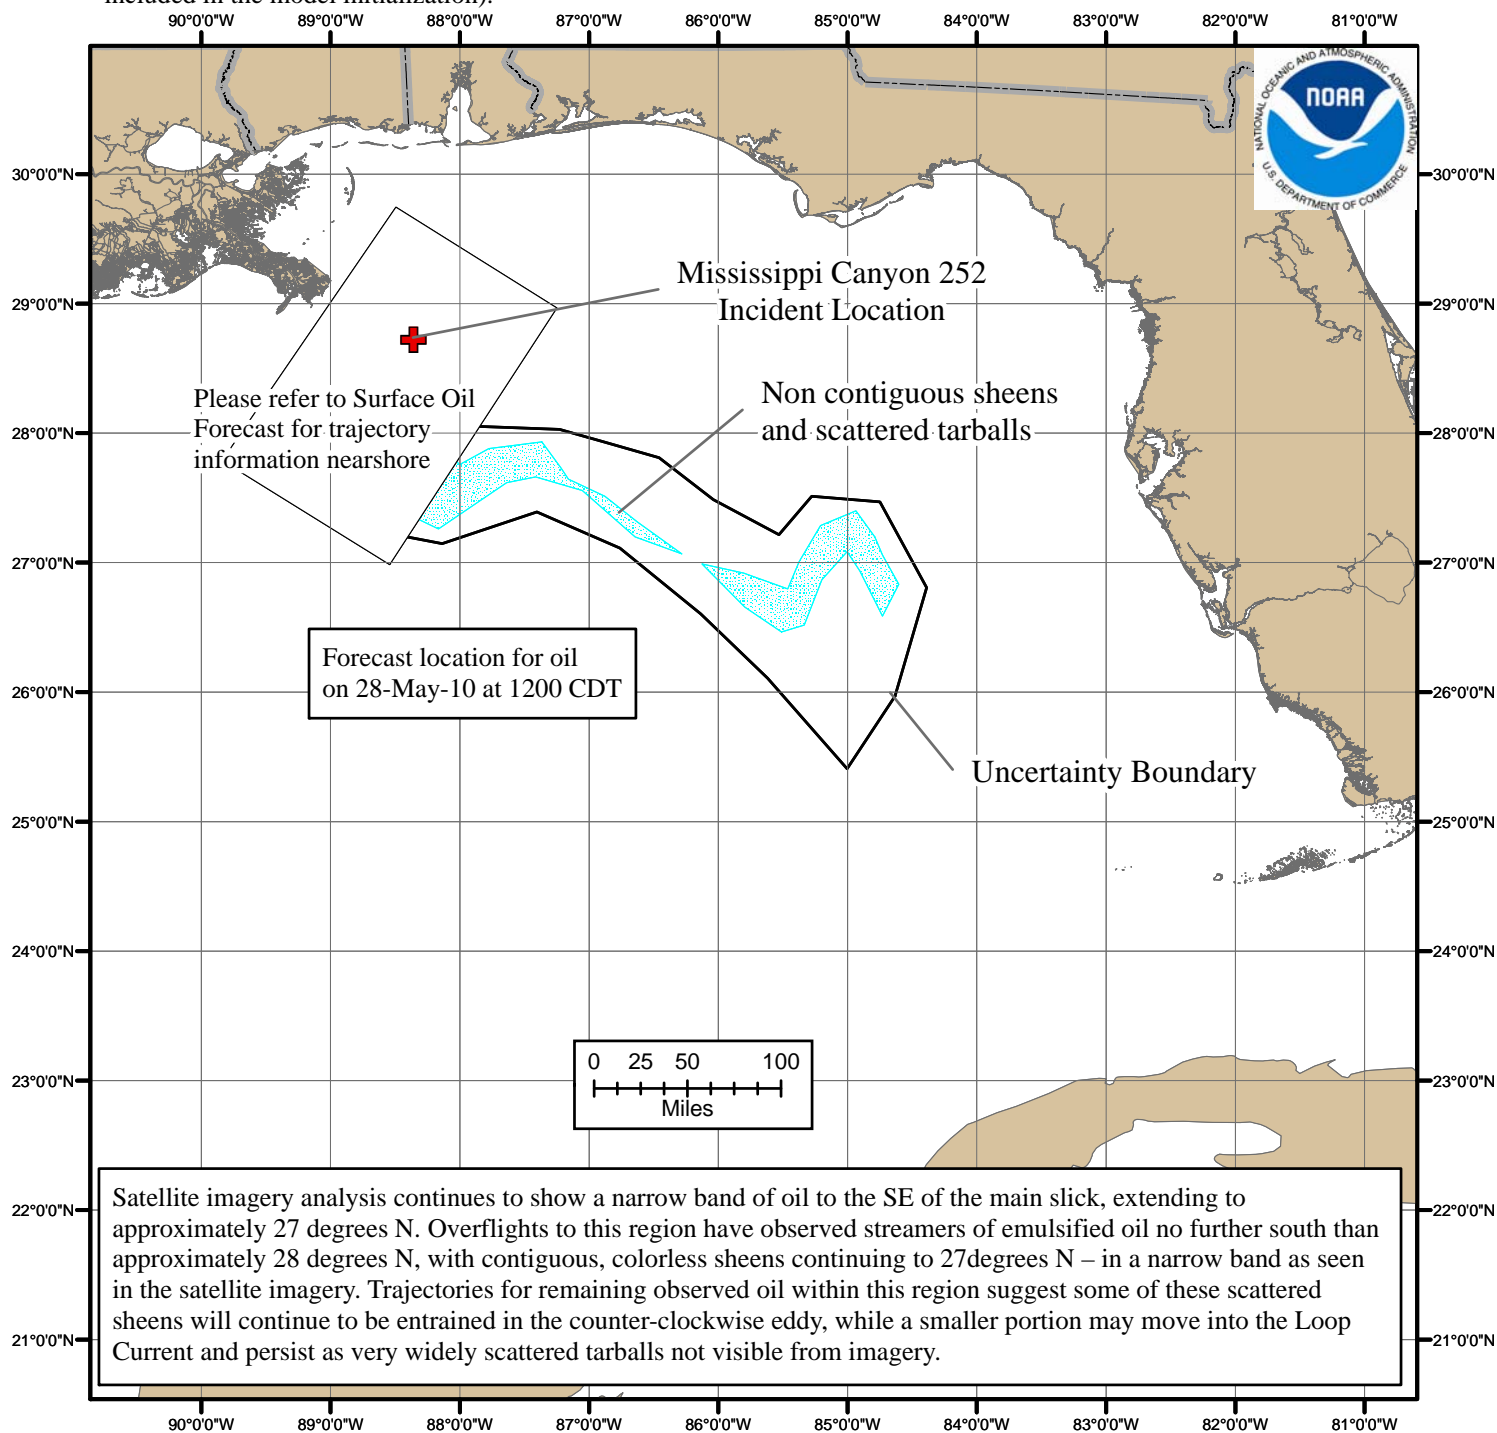 included in the model initialization).
90°0'0"W 89°0'0"W 88°0'0"W 87°0'0"W 86°0'0"W 85°0'0"W 84°0'0"W 83°0'0"W 82°0'0"W 81°0'0"W
NATIONAL OCEANIC AND ATMOSPHERIC ADMINISTRATION
NOAA
U.S. DEPARTMENT OF COMMERCE
30°0'0"N 30°0'0"N
Mississippi Canyon 252
Incident Location
29°0'0"N 29°0'0"N
Non contiguous sheens
and scattered tarballs
Please refer to Surface Oil
Forecast for trajectory
information nearshore
28°0'0"N 28°0'0"N
27°0'0"N 27°0'0"N
Forecast location for oil
on 28-May-10 at 1200 CDT
26°0'0"N 26°0'0"N
Uncertainty Boundary
25°0'0"N 25°0'0"N
24°0'0"N 24°0'0"N
0 25 50 100
Miles
23°0'0"N 23°0'0"N
Satellite imagery analysis continues to show a narrow band of oil to the SE of the main slick, extending to
approximately 27 degrees N. Overflights to this region have observed streamers of emulsified oil no further south than
approximately 28 degrees N, with contiguous, colorless sheens continuing to 27degrees N – in a narrow band as seen
in the satellite imagery. Trajectories for remaining observed oil within this region suggest some of these scattered
sheens will continue to be entrained in the counter-clockwise eddy, while a smaller portion may move into the Loop
Current and persist as very widely scattered tarballs not visible from imagery.
22°0'0"N 22°0'0"N
21°0'0"N 21°0'0"N
90°0'0"W 89°0'0"W 88°0'0"W 87°0'0"W 86°0'0"W 85°0'0"W 84°0'0"W 83°0'0"W 82°0'0"W 81°0'0"W